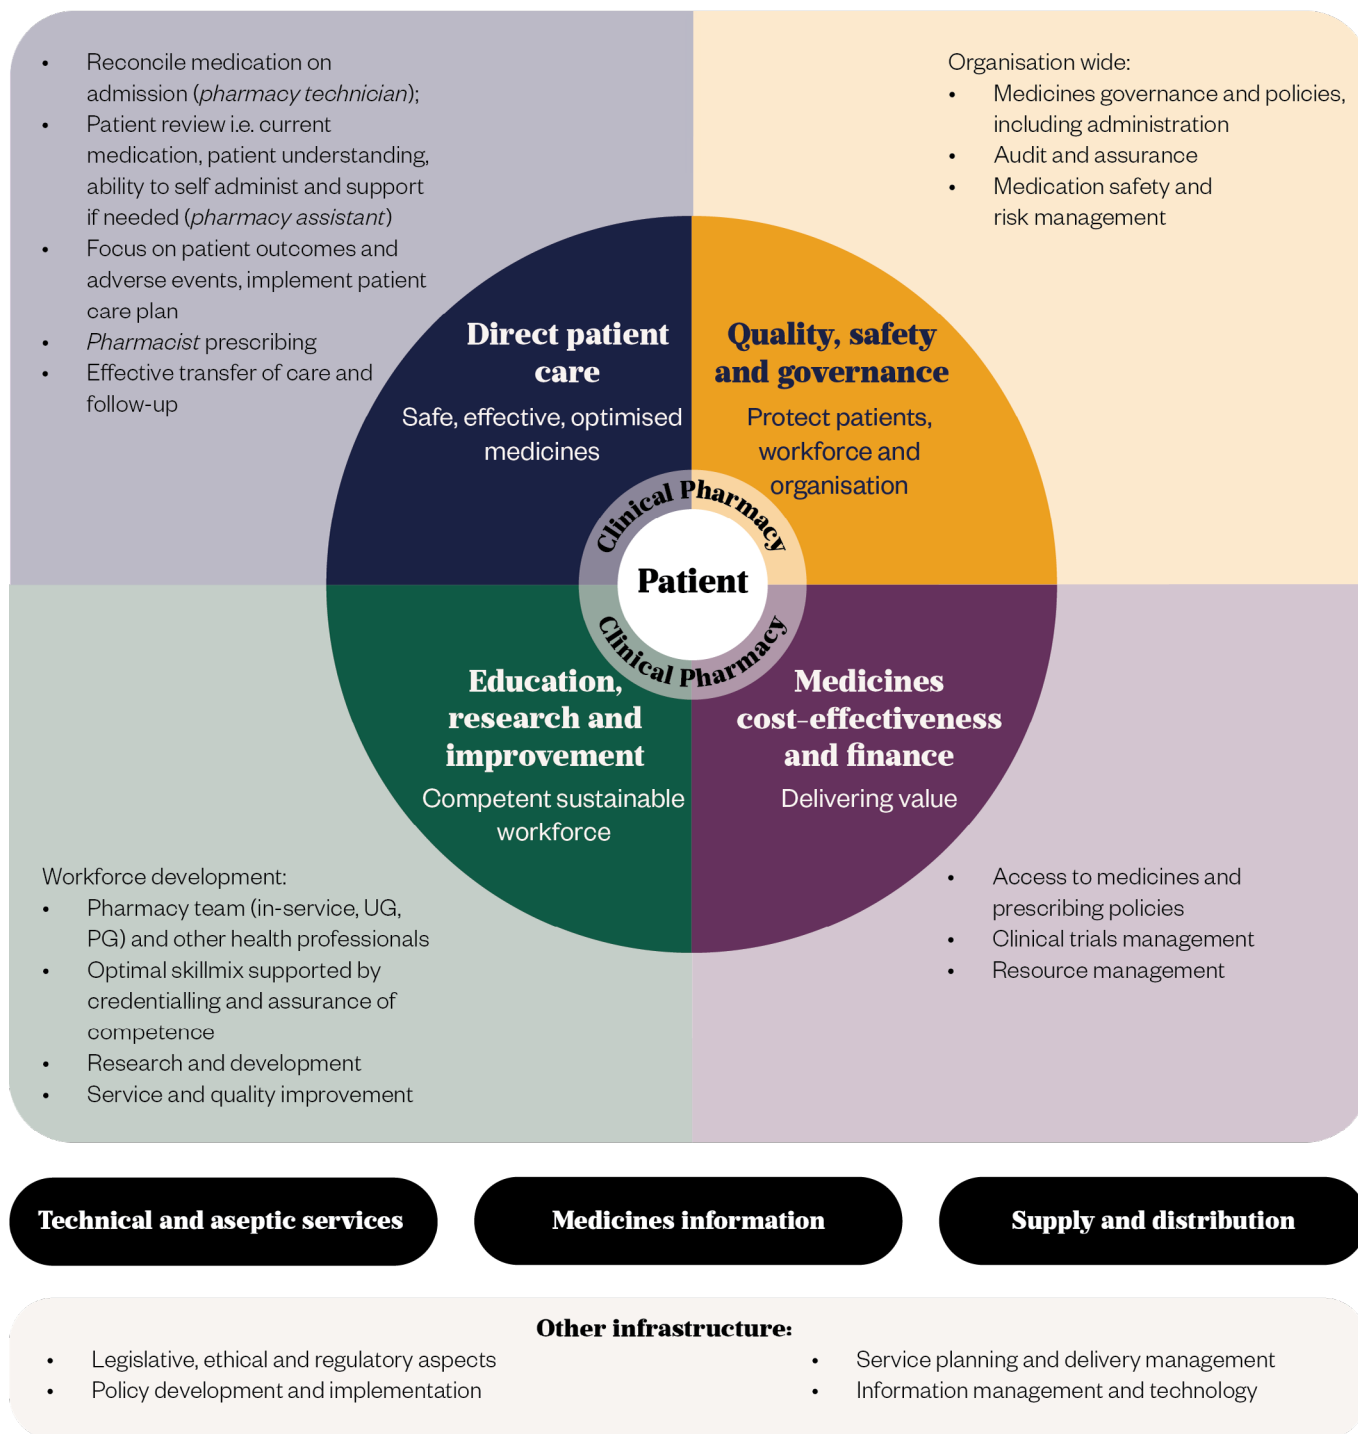 • Reconcile medication on
admission (pharmacy technician);
• Patient review i.e. current
medication, patient understanding,
ability to self administ and support
if needed (pharmacy assistant)
• Focus on patient outcomes and
adverse events, implement patient
care plan
• Pharmacist prescribing
• Effective transfer of care and
follow-up
Organisation wide:
• Medicines governance and policies,
including administration
• Audit and assurance
• Medication safety and
risk management
Direct patient
care
Safe, effective, optimised
medicines
Quality, safety
and governance
Protect patients,
workforce and
organisation
Clinical Pharmacy
Patient
Clinical Pharmacy
Education,
research and
improvement
Competent sustainable
workforce
Medicines
cost-effectiveness
and finance
Delivering value
Workforce development:
• Pharmacy team (in-service, UG,
PG) and other health professionals
• Optimal skillmix supported by
credentialling and assurance of
competence
• Research and development
• Service and quality improvement
• Access to medicines and
prescribing policies
• Clinical trials management
• Resource management
Technical and aseptic services
Medicines information
Supply and distribution
Other infrastructure:
• Legislative, ethical and regulatory aspects
• Policy development and implementation
• Service planning and delivery management
• Information management and technology